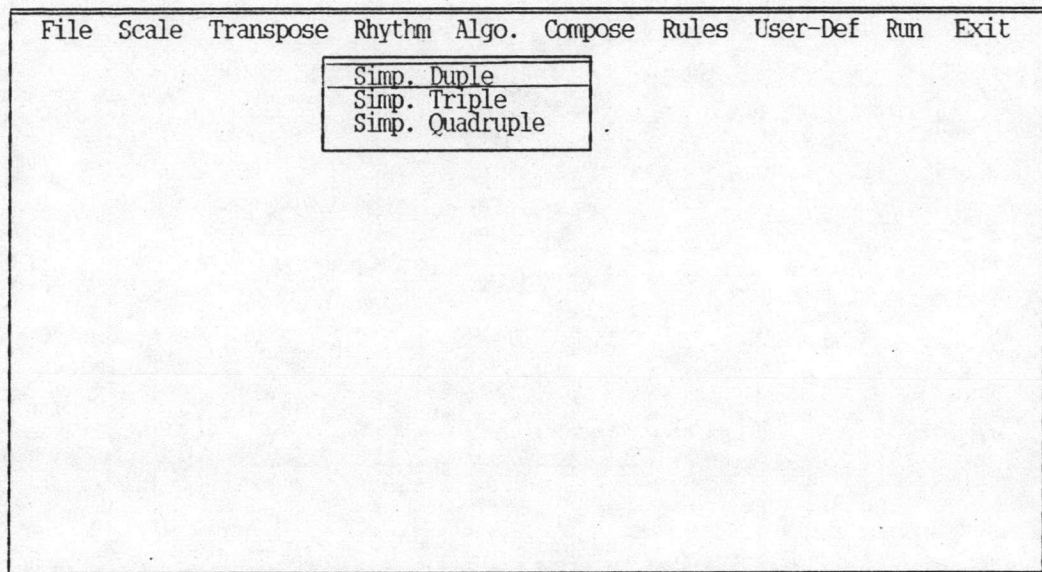 File Scale Transpose Rhythm Algo. Compose Rules User-Def Run Exit
Simp. Duple
Simp. Triple
Simp. Quadruple